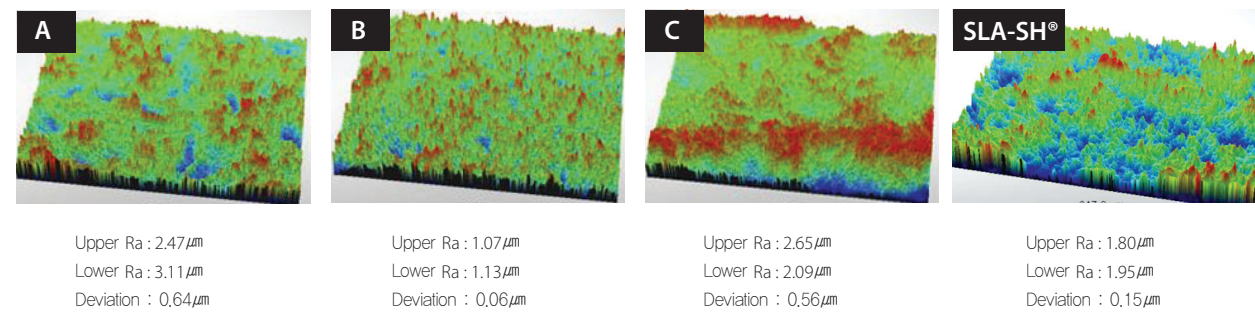 A
B
C
SLA-SH®
Upper Ra : 2.47㎛
Lower Ra : 3.11㎛
Deviation : 0.64㎛
Upper Ra : 1.07㎛
Lower Ra : 1.13㎛
Deviation : 0.06㎛
Upper Ra : 2.65㎛
Lower Ra : 2.09㎛
Deviation : 0.56㎛
Upper Ra : 1.80㎛
Lower Ra : 1.95㎛
Deviation : 0.15㎛